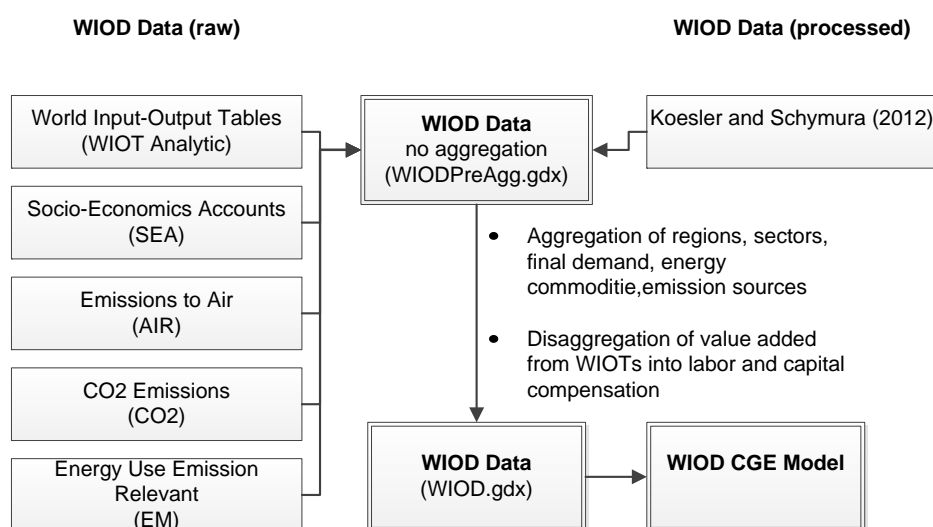 WIOD Data (raw)
WIOD Data (processed)
World Input-Output Tables
(WIOT Analytic)
Socio-Economics Accounts
(SEA)
Emissions to Air
(AIR)
CO2 Emissions
(CO2)
Energy Use Emission
Relevant
(EM)
WIOD Data
no aggregation
(WIODPreAgg.gdx)
Koesler and Schymura (2012)
• Aggregation of regions, sectors,
final demand, energy
commoditie,emission sources
• Disaggregation of value added
from WIOTs into labor and capital
compensation
WIOD Data
(WIOD.gdx)
WIOD CGE Model